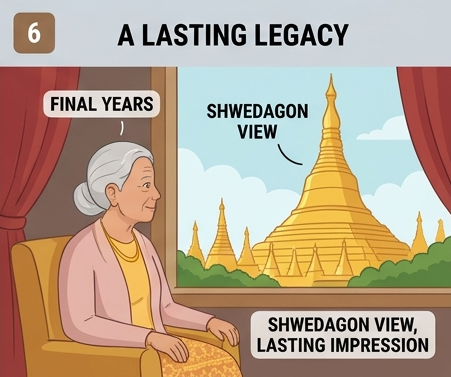 6
A LASTING LEGACY
FINAL YEARS
SHWEDAGON
VIEW
SHWEDAGON VIEW,
LASTING IMPRESSION